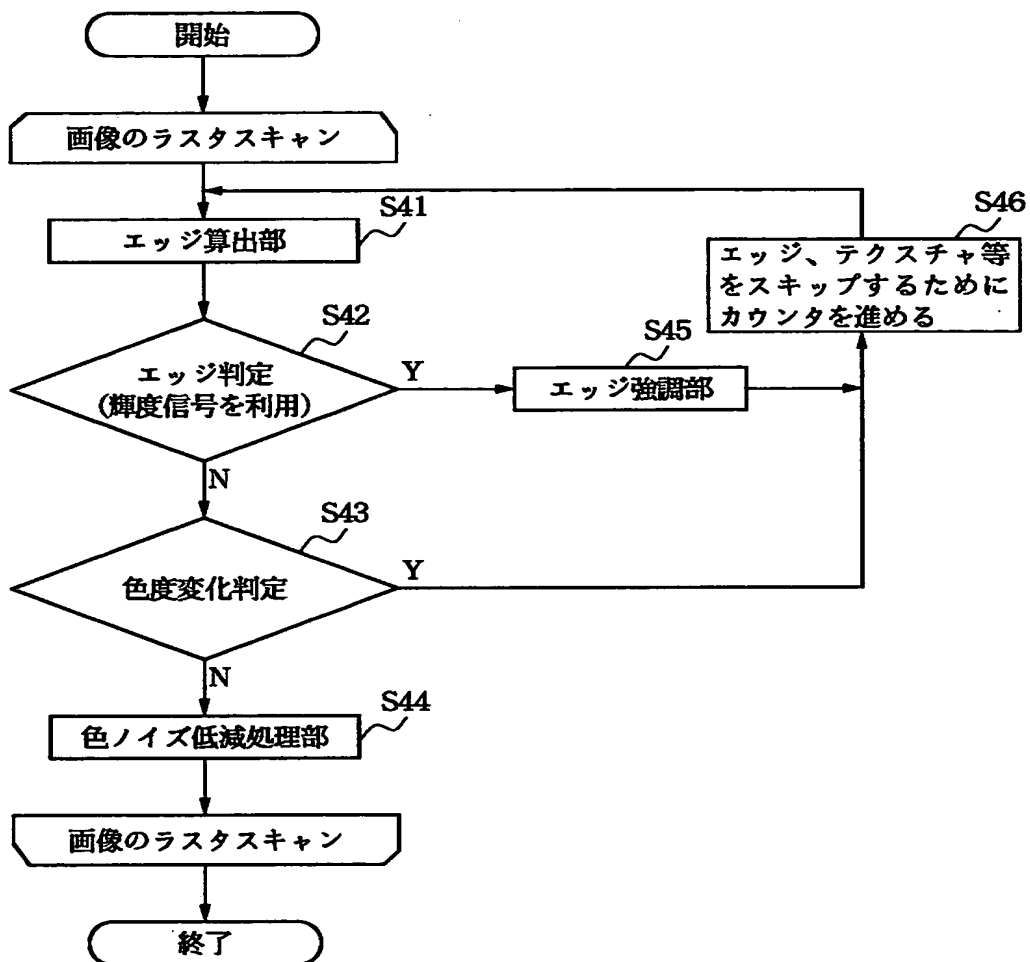 開始
画像のラスタスキャン
S41
エッジ算出部
S46
エッジ、テクスチャ等
をスキップするために
カウンタを進める
S42
エッジ判定
(輝度信号を利用)
Y
S45
エッジ強調部
N
S43
色度変化判定
Y
N
S44
色ノイズ低減処理部
画像のラスタスキャン
終了